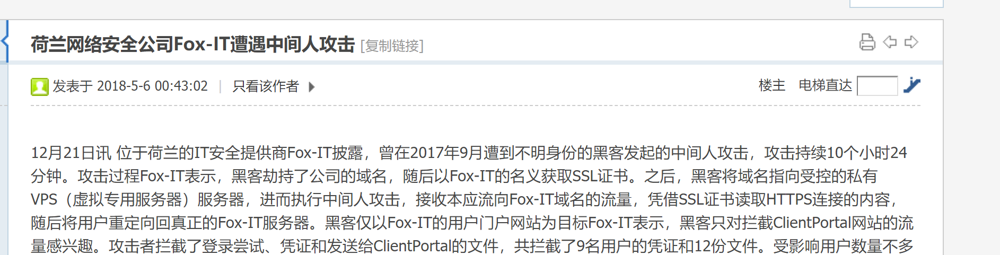 荷兰网络安全公司Fox-IT遭遇中间人攻击 [复制链接]
发表于 2018-5-6 00:43:02 | 只看该作者 楼主 电梯直达
12月21日讯 位于荷兰的IT安全提供商Fox-IT披露，曾在2017年9月遭到不明身份的黑客发起的中间人攻击，攻击持续10个小时24
分钟。攻击过程Fox-IT表示，黑客劫持了公司的域名，随后以Fox-IT的名义获取SSL证书。之后，黑客将域名指向受控的私有
VPS（虚拟专用服务器）服务器，进而执行中间人攻击，接收本应流向Fox-IT域名的流量，凭借SSL证书读取HTTPS连接的内容，
随后将用户重定向回真正的Fox-IT服务器。黑客仅以Fox-IT的用户门户网站为目标Fox-IT表示，黑客只对拦截ClientPortal网站的流
量感兴趣。攻击者拦截了登录尝试、凭证和发送给ClientPortal的文件，共拦截了9名用户的凭证和12份文件。受影响用户数量不多